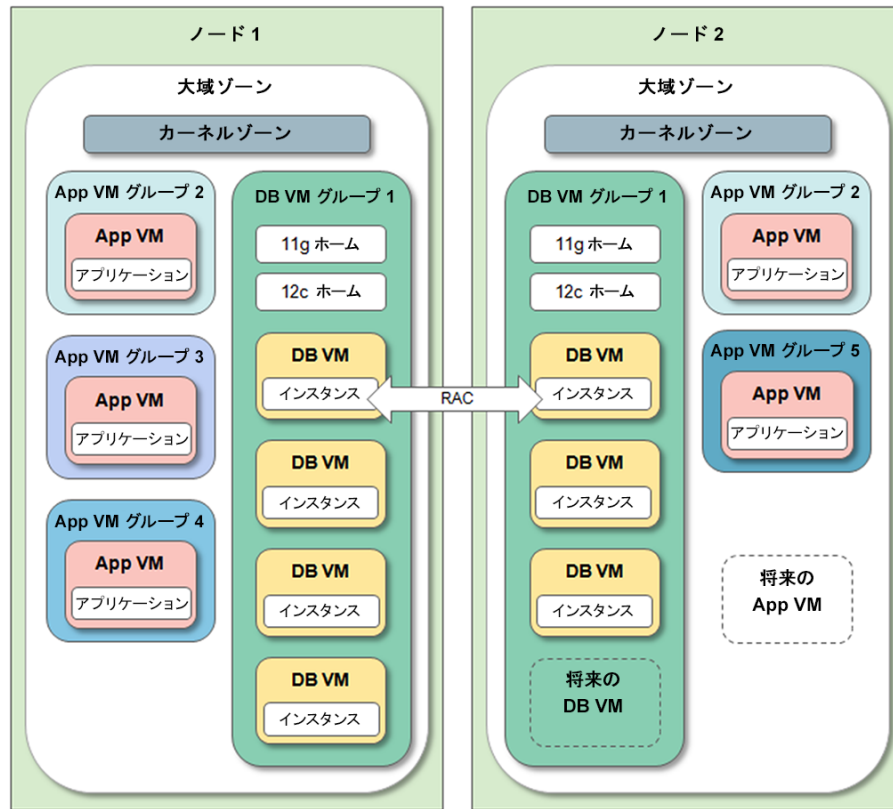 ノード 1
大域ゾーン
カーネルゾーン
App VM グループ 2
App VM
アプリケーション
App VM グループ 3
App VM
アプリケーション
App VM グループ 4
App VM
アプリケーション
DB VM グループ 1
11g ホーム
12c ホーム
DB VM
インスタンス
DB VM
インスタンス
DB VM
インスタンス
DB VM
インスタンス
RAC
ノード 2
大域ゾーン
カーネルゾーン
DB VM グループ 1
11g ホーム
12c ホーム
DB VM
インスタンス
DB VM
インスタンス
DB VM
インスタンス
将来の
DB VM
App VM グループ 2
App VM
アプリケーション
App VM グループ 5
App VM
アプリケーション
将来の
App VM